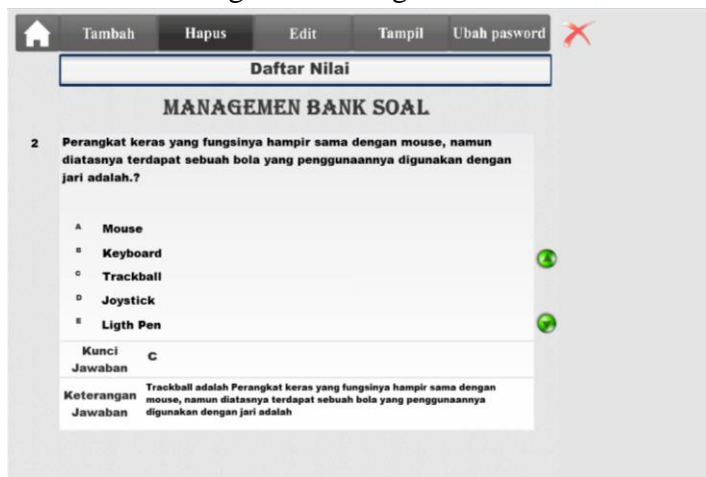 Tambah Hapus Edit Tampil Ubah pasword
Daftar Nilai
MANAGEMEN BANK SOAL
2 Perangkat keras yang fungsinya hampir sama dengan mouse, namun
diatasnya terdapat sebuah bola yang penggunaannya digunakan dengan
jari adalah.?
A Mouse
B Keyboard
C Trackball
D Joystick
E Ligth Pen
Kunci
Jawaban
C
Keterangan
Jawaban
Trackball adalah Perangkat keras yang fungsinya hampir sama dengan
mouse, namun diatasnya terdapat sebuah bola yang penggunaannya
digunakan dengan jari adalah